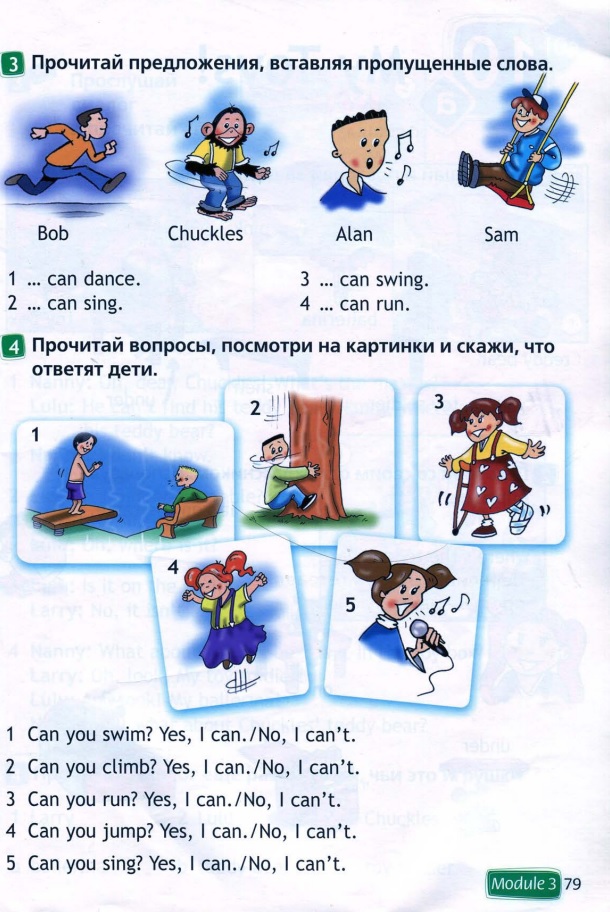 3 Прочитай предложения, вставляя пропущенные слова.
Bob Chuckles Alan Sam
1 ... can dance. 3 ... can swing.
2 ... can sing. 4 ... can run.
4 Прочитай вопросы, посмотри на картинки и скажи, что
ответят дети.
1
2
3
4
5
1 Can you swim? Yes, I can./No, I can't.
2 Can you climb? Yes, I can./No, I can't.
3 Can you run? Yes, I can./No, I can't.
4 Can you jump? Yes, I can./No, I can't.
5 Can you sing? Yes, I can./No, I can't.
Module 3 79